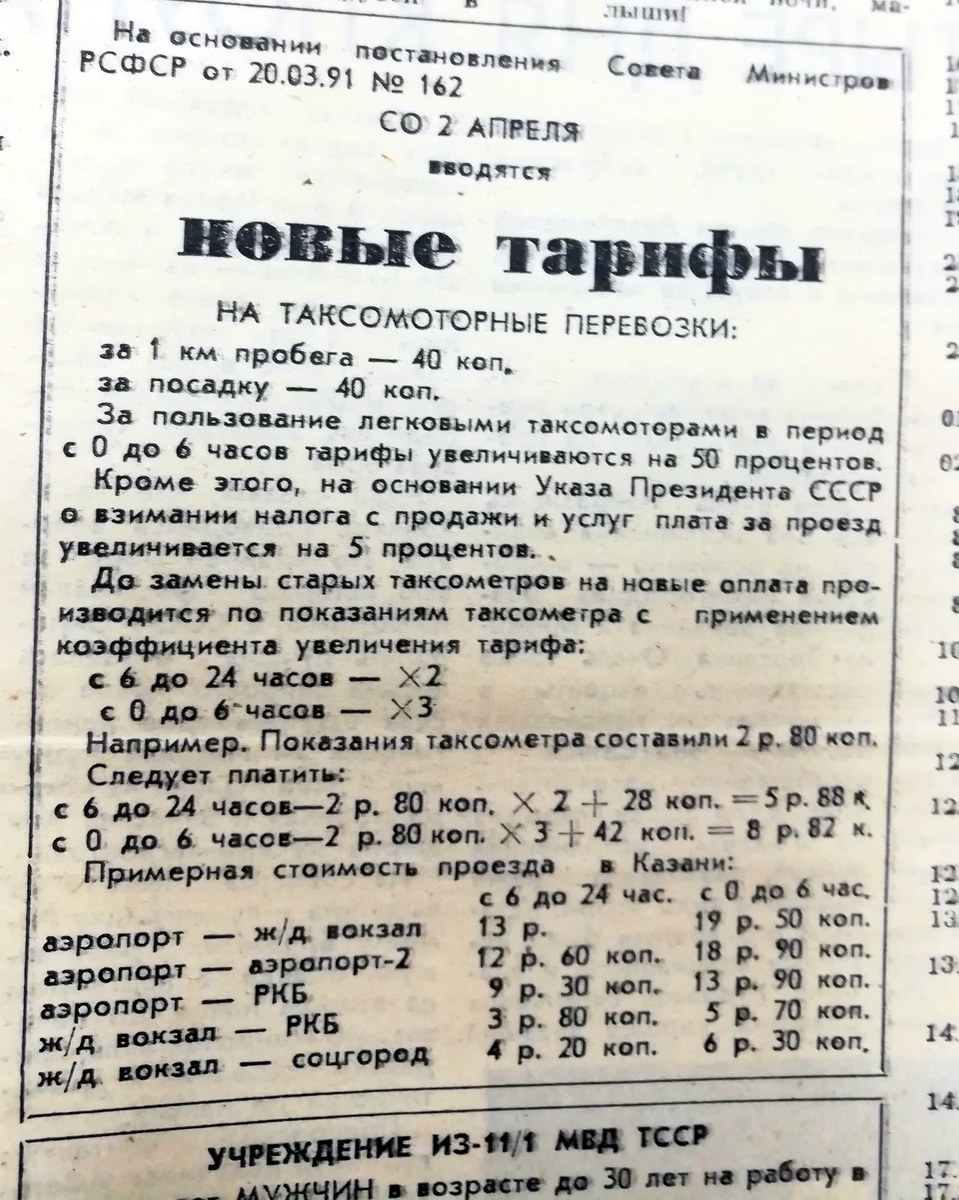 лыши!
На основании постановления Совета Министров
РСФСР от 20.03.91 № 162
СО 2 АПРЕЛЯ
вводятся
новые тарифы
НА ТАКСОМОТОРНЫЕ ПЕРЕВОЗКИ:
за 1 км пробега — 40 коп.
за посадку — 40 коп.
За пользование легковыми таксомоторами в период
с 0 до 6 часов тарифы увеличиваются на 50 процентов.
Кроме этого, на основании Указа Президента СССР
о взимании налога с продажи и услуг плата за проезд
увеличивается на 5 процентов.
До замены старых таксометров на новые оплата про-
изводится по показаниям таксометра с применением
коэффициента увеличения тарифа:
с 6 до 24 часов — ×2
с 0 до 6 часов — ×3
Например. Показания таксометра составили 2 р. 80 коп.
Следует платить:
с 6 до 24 часов—2 р. 80 коп. × 2 + 28 коп. = 5 р. 88 к.
с 0 до 6 часов—2 р. 80 коп. × 3 + 42 коп. = 8 р. 82 к.
Примерная стоимость проезда в Казани:
с 6 до 24 час. с 0 до 6 час.
аэропорт — ж/д вокзал 13 р. 19 р. 50 коп.
аэропорт — аэропорт-2 12 р. 60 коп. 18 р. 90 коп.
аэропорт — РКБ 9 р. 30 коп. 13 р. 90 коп.
ж/д вокзал — РКБ 3 р. 80 коп. 5 р. 70 коп.
ж/д вокзал — соцгород 4 р. 20 коп. 6 р. 30 коп.
УЧРЕЖДЕНИЕ ИЗ-11/1 МВД ТССР
МУЖЧИН в возрасте до 30 лет на работу в